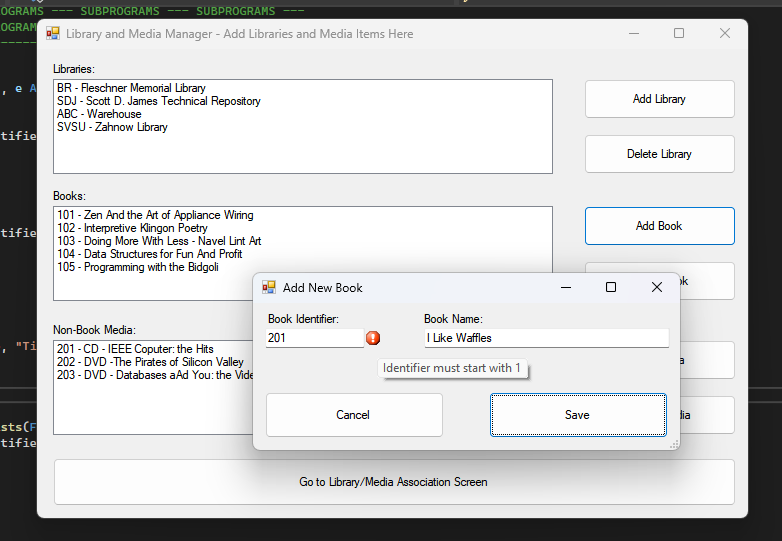 OGRAMS --- SUBPROGRAMS --- SUBPROGRAMS ---
OGRAM
Library and Media Manager - Add Libraries and Media Items Here
, e A
tifie
tifie
, "Ti
sts(F
tifie
Libraries:
BR - Fleschner Memorial Library
SDJ - Scott D. James Technical Repository
ABC - Warehouse
SVSU - Zahnow Library
Add Library
Delete Library
Books:
101 - Zen And the Art of Appliance Wiring
102 - Interpretive Klingon Poetry
103 - Doing More With Less - Navel Lint Art
104 - Data Structures for Fun And Profit
105 - Programming with the Bidgoli
Add Book
ok
Non-Book Media:
201 - CD - IEEE Coputer: the Hits
202 - DVD -The Pirates of Silicon Valley
203 - DVD - Databases aAd You: the Vide
a
dia
Add New Book
Book Identifier:
Book Name:
201
I Like Waffles
Identifier must start with 1
Cancel
Save
Go to Library/Media Association Screen